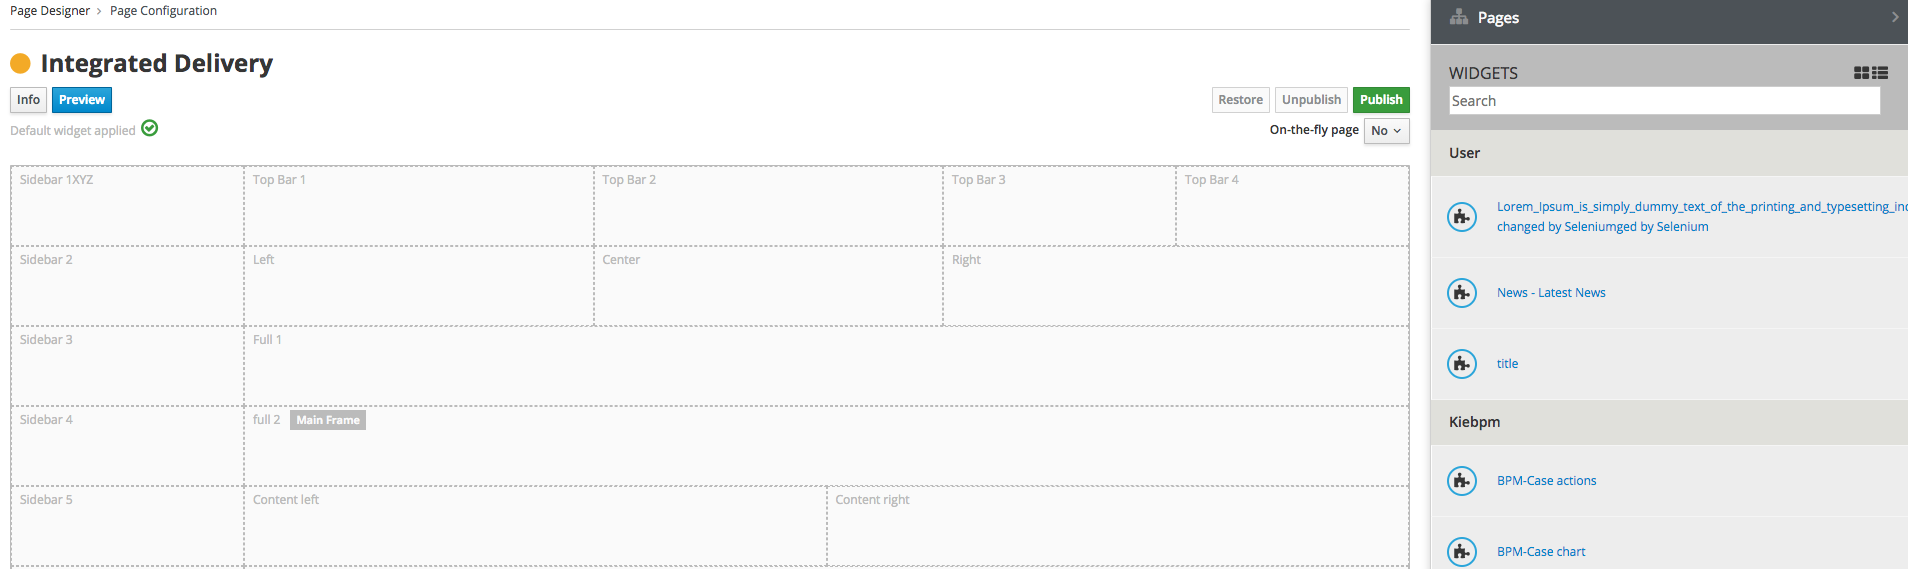 Page Designer > Page Configuration
Integrated Delivery
Info Preview
Restore Unpublish Publish
Default widget applied
On-the-fly page No
Sidebar 1XYZ Top Bar 1 Top Bar 2 Top Bar 3 Top Bar 4
Sidebar 2 Left Center Right
Sidebar 3 Full 1
Sidebar 4 full 2 Main Frame
Sidebar 5 Content left Content right
Pages
WIDGETS
Search
User
Lorem_Ipsum_is_simply_dummy_text_of_the_printing_and_typesetting_in
changed by Seleniumged by Selenium
News - Latest News
title
Kiebpm
BPM-Case actions
BPM-Case chart